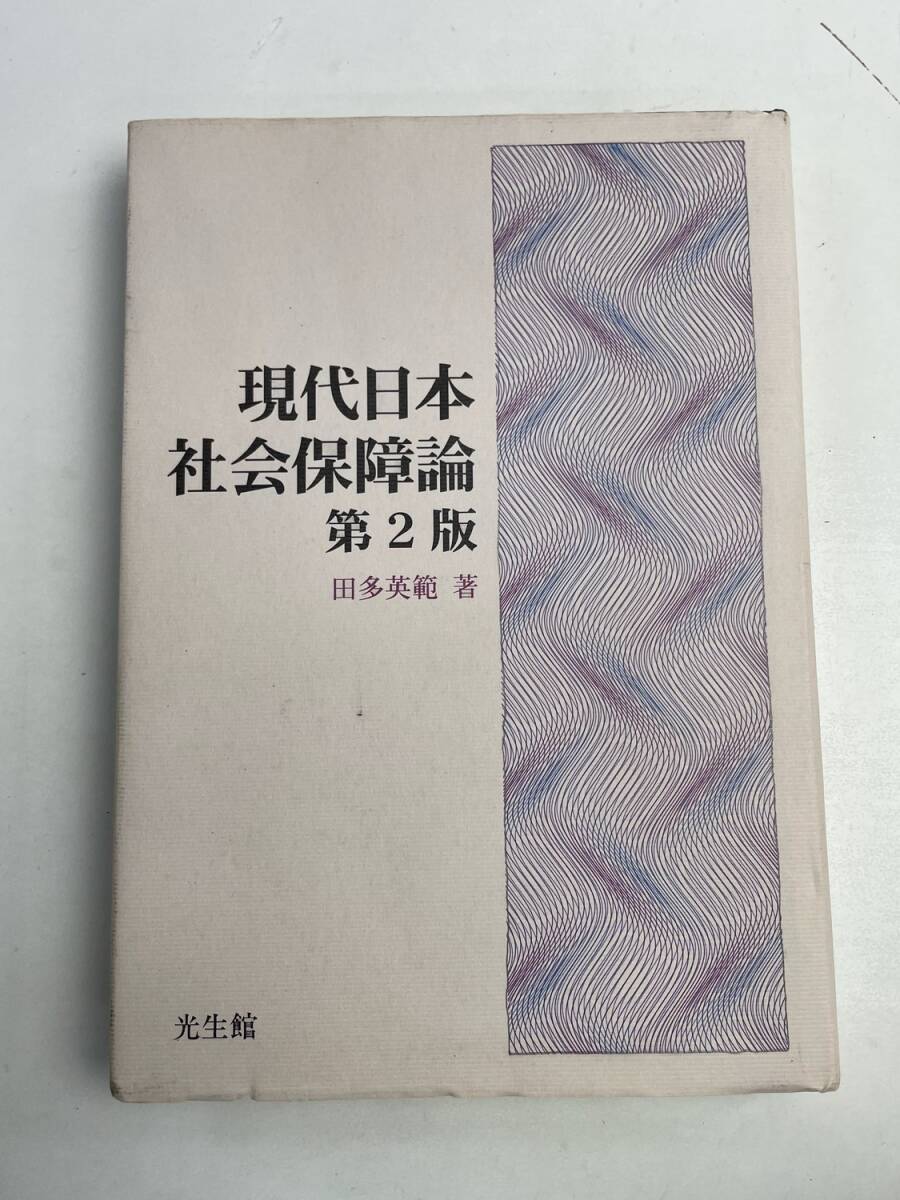 現代日本
社会保障論
第2版
田多英範 著
光生館